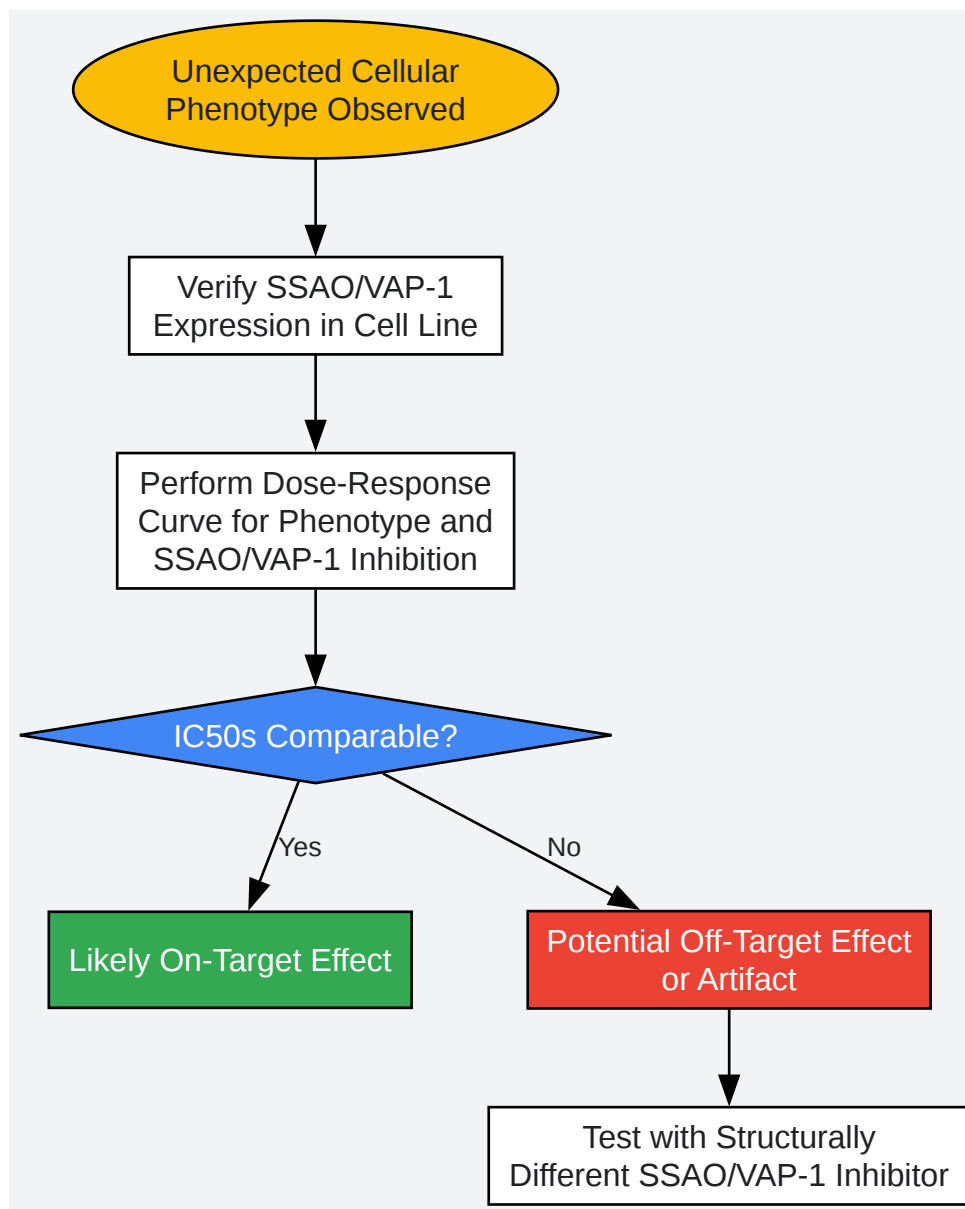 Unexpected Cellular
Phenotype Observed
Verify SSAO/VAP-1
Expression in Cell Line
Perform Dose-Response
Curve for Phenotype and
SSAO/VAP-1 Inhibition
IC50s Comparable?
Yes
No
Likely On-Target Effect
Potential Off-Target Effect
or Artifact
Test with Structurally
Different SSAO/VAP-1 Inhibitor